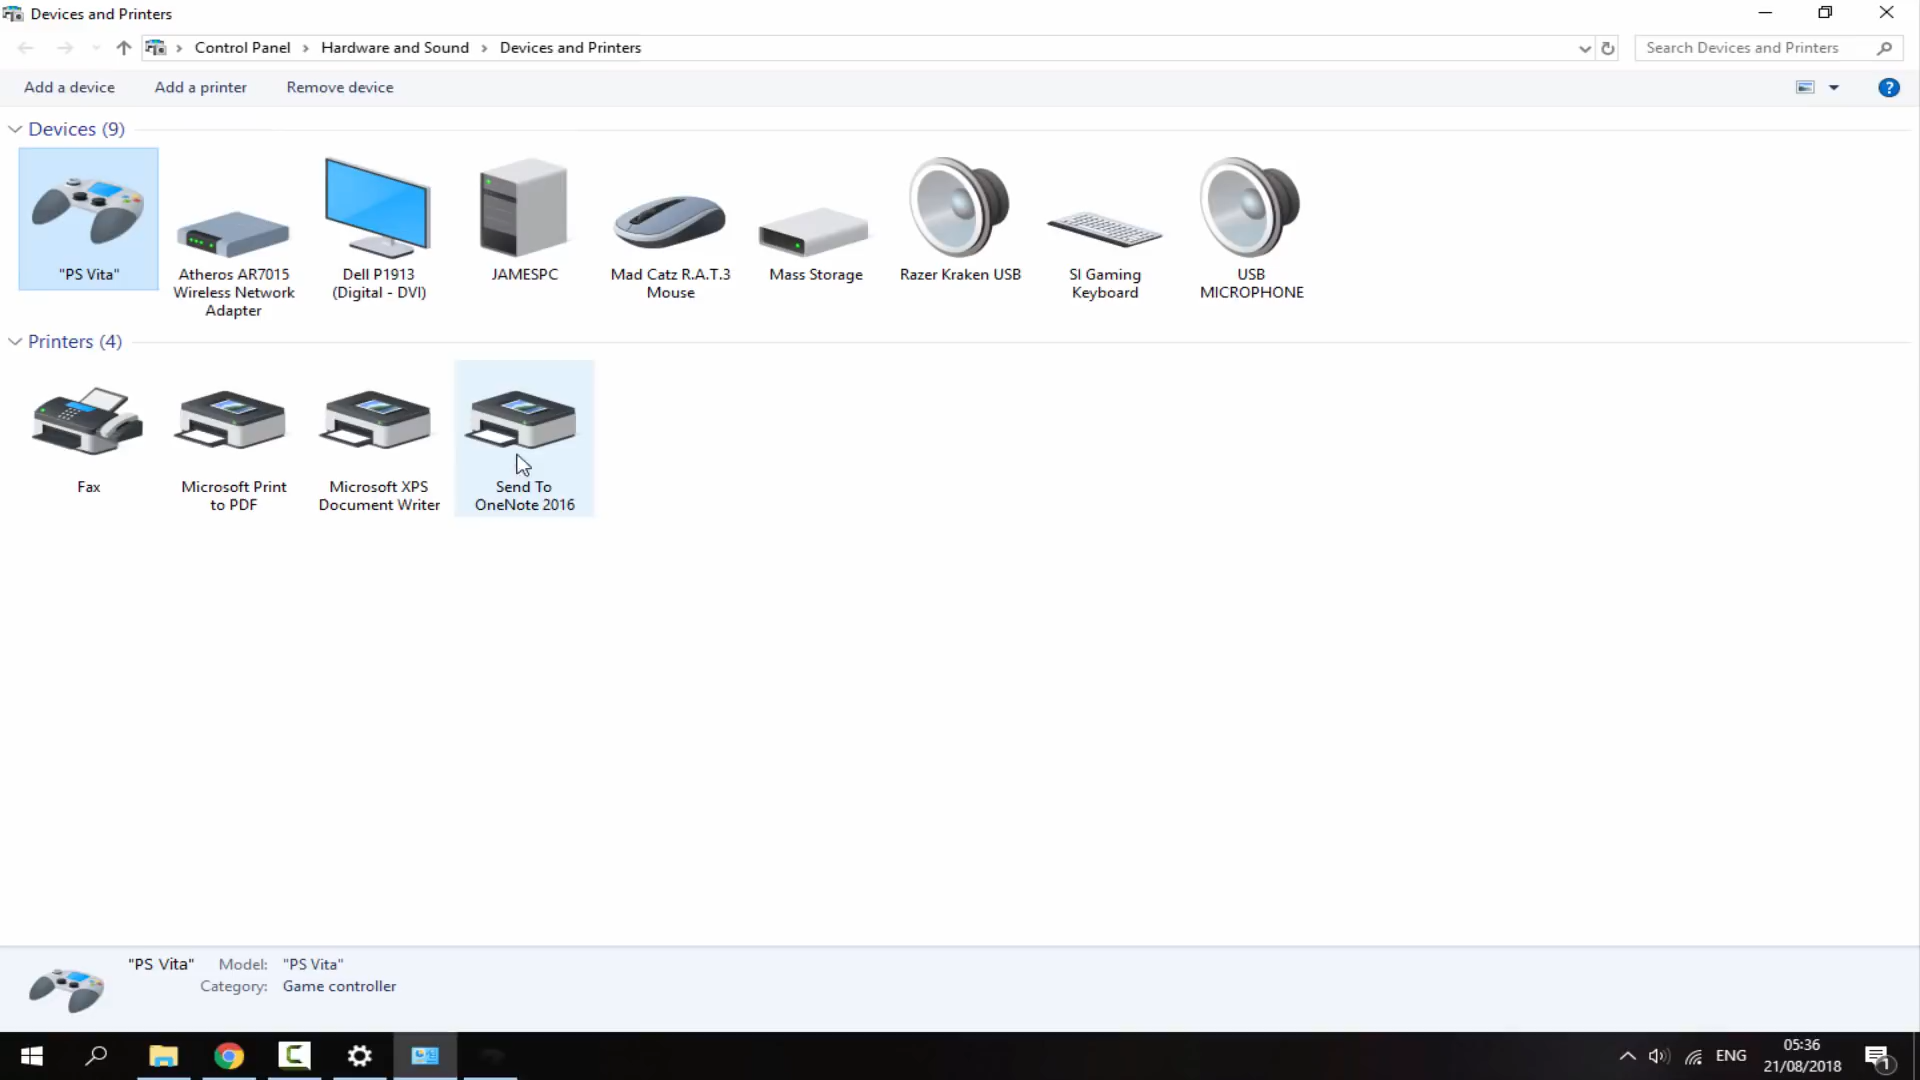 Devices and Printers
Control Panel
Hardware and Sound
Devices and Printers
Search Devices and Printers
Add a device
Add a printer
Remove device
?
Devices (9)
"PS Vita"
Atheros AR7015
Wireless Network
Adapter
Dell P1913
(Digital - DVI)
JAMESPC
Mad Catz R.A.T.3
Mouse
Mass Storage
Razer Kraken USB
SI Gaming
Keyboard
USB
MICROPHONE
Printers (4)
Fax
Microsoft Print
to PDF
Microsoft XPS
Document Writer
Send To
OneNote 2016
"PS Vita"
Model: "PS Vita"
Category: Game controller
ENG
05:36
21/08/2018
1